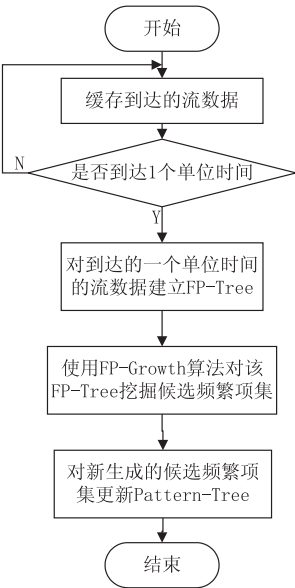 开始
缓存到达的流数据
是否到达1个单位时间
N
Y
对到达的一个单位时间
的流数据建立FP-Tree
使用FP-Growth算法对该
FP-Tree挖掘候选频繁项集
对新生成的候选频繁项
集更新Pattern-Tree
结束